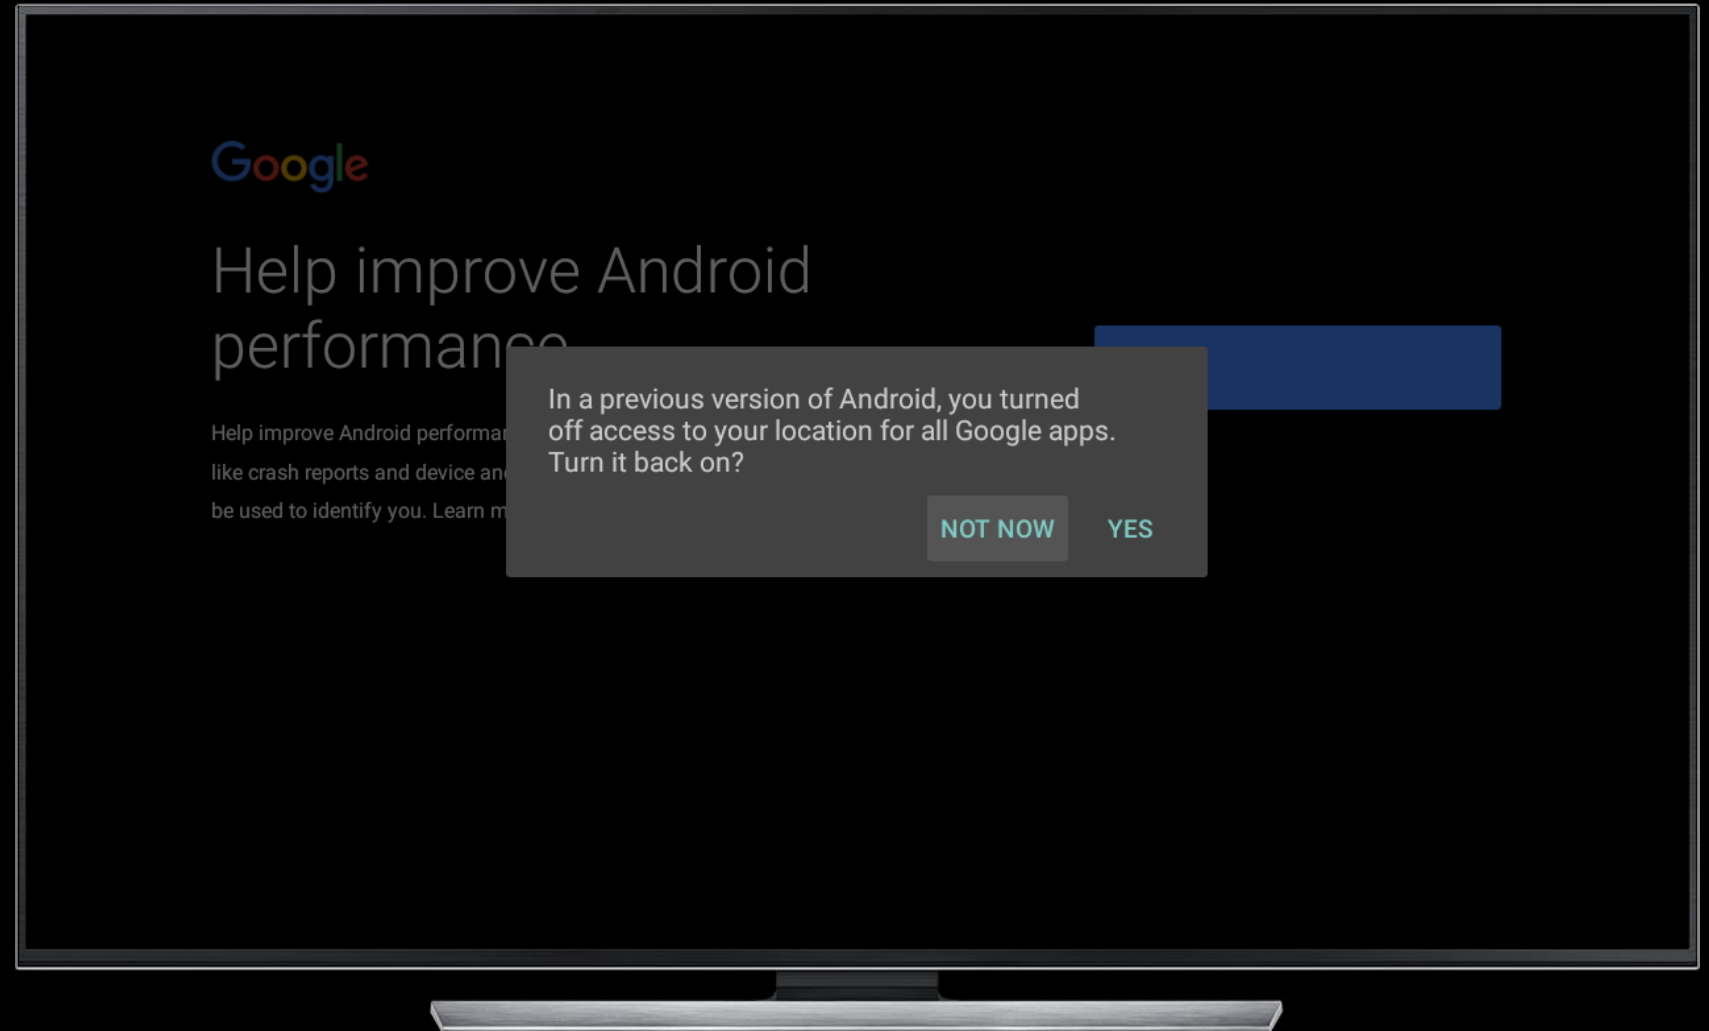 Google
Help improve Android
performance
Help improve Android
like crash reports and device
be used to identify you. Learn
In a previous version of Android, you turned
off access to your location for all Google apps.
Turn it back on?
NOT NOW YES